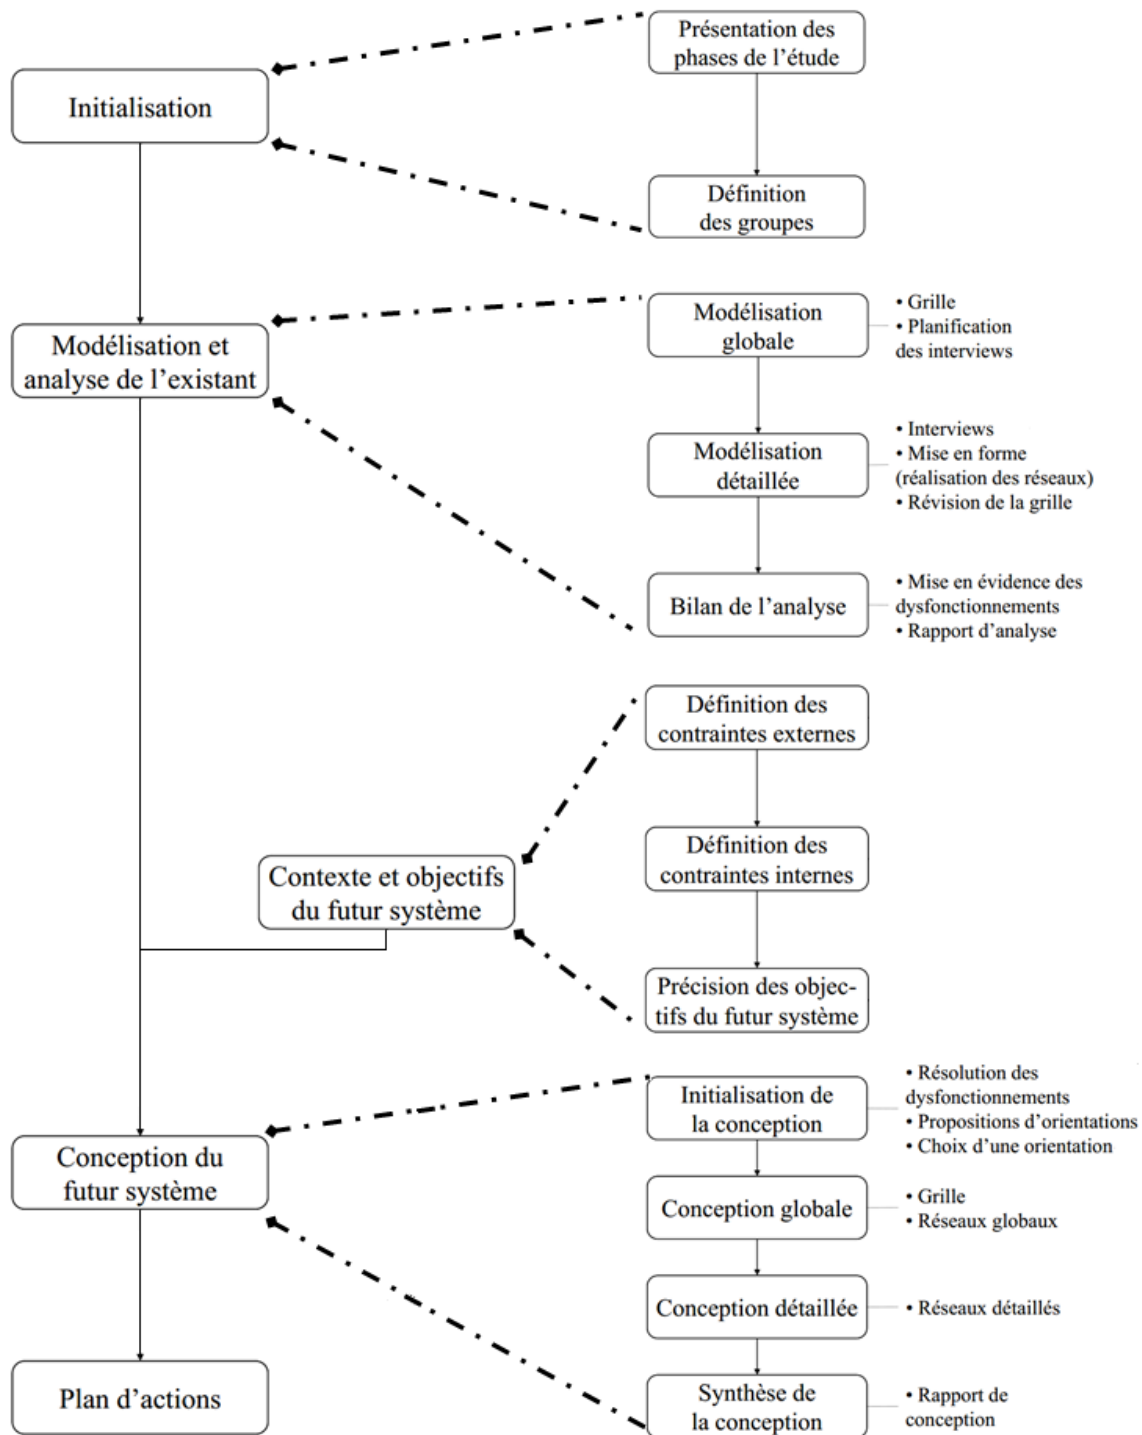 Présentation des
phases de l’étude
Initialisation
Définition
des groupes
Modélisation et
analyse de l’existant
Modélisation
globale
• Grille
• Planification
des interviews
Modélisation
détaillée
• Interviews
• Mise en forme
(réalisation des réseaux)
• Révision de la grille
Bilan de l’analyse
• Mise en évidence des
dysfonctionnements
• Rapport d’analyse
Définition des
contraintes externes
Contexte et objectifs
du futur système
Définition des
contraintes internes
Précision des objec-
tifs du futur système
Conception du
futur système
Initialisation de
la conception
• Résolution des
dysfonctionnements
• Propositions d’orientations
• Choix d’une orientation
Conception globale
• Grille
• Réseaux globaux
Conception détaillée
• Réseaux détaillés
Plan d’actions
Synthèse de
la conception
• Rapport de
conception